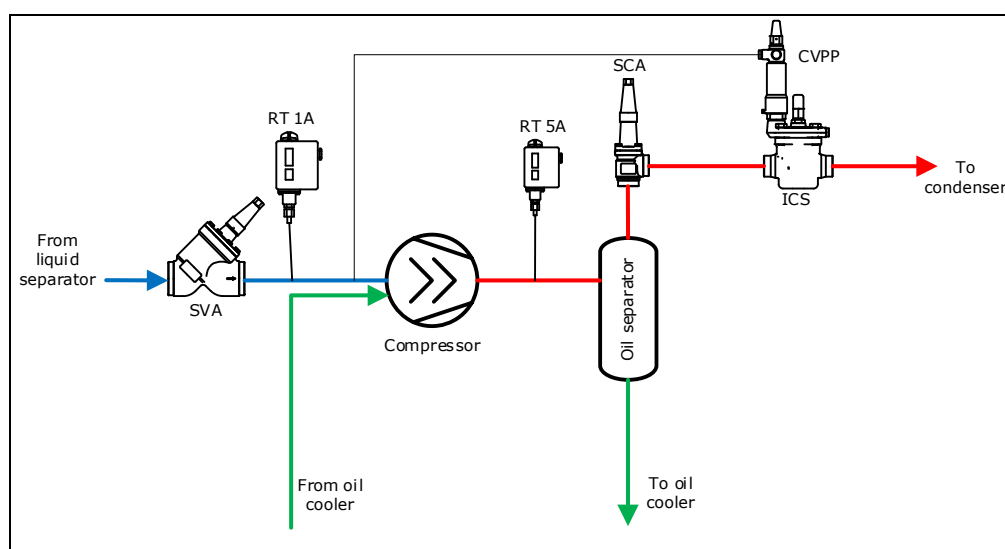 CVPP
SCA
RT 1A
RT 5A
To
condenser
ICS
From
liquid
separator
SVA
Compressor
Oil separator
From oil
cooler
To oil
cooler